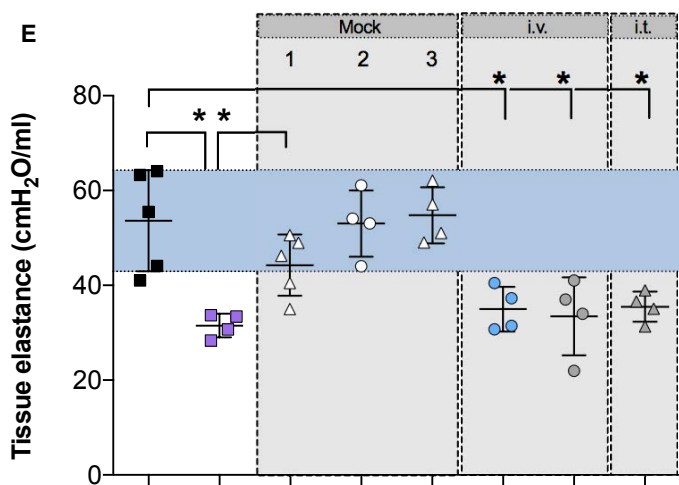 E
Mock
i.v.
i.t.
1 2 3
* * *
* *
80
60
40
20
0
Tissue elastance (cmH₂O/ml)